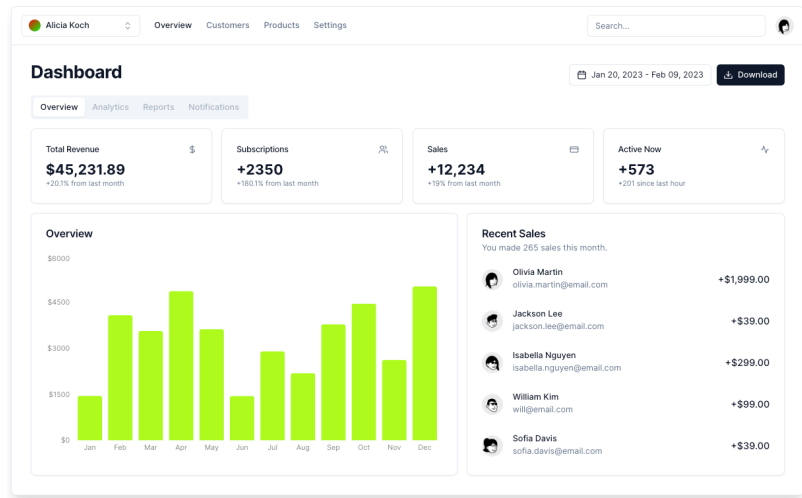 Alicia Koch
Overview Customers Products Settings
Search...
Dashboard
Jan 20, 2023 - Feb 09, 2023
Download
Overview Analytics Reports Notifications
Total Revenue $
$45,231.89
+20.1% from last month
Subscriptions
+2350
+180.1% from last month
Sales
+12,234
+19% from last month
Active Now
+573
+201 since last hour
Overview
$6000
$4500
$3000
$1500
$0
Jan Feb Mar Apr May Jun Jul Aug Sep Oct Nov Dec
Recent Sales
You made 265 sales this month.
Olivia Martin
olivia.martin@email.com
+$1,999.00
Jackson Lee
jackson.lee@email.com
+$39.00
Isabella Nguyen
isabella.nguyen@email.com
+$299.00
William Kim
will@email.com
+$99.00
Sofia Davis
sofia.davis@email.com
+$39.00